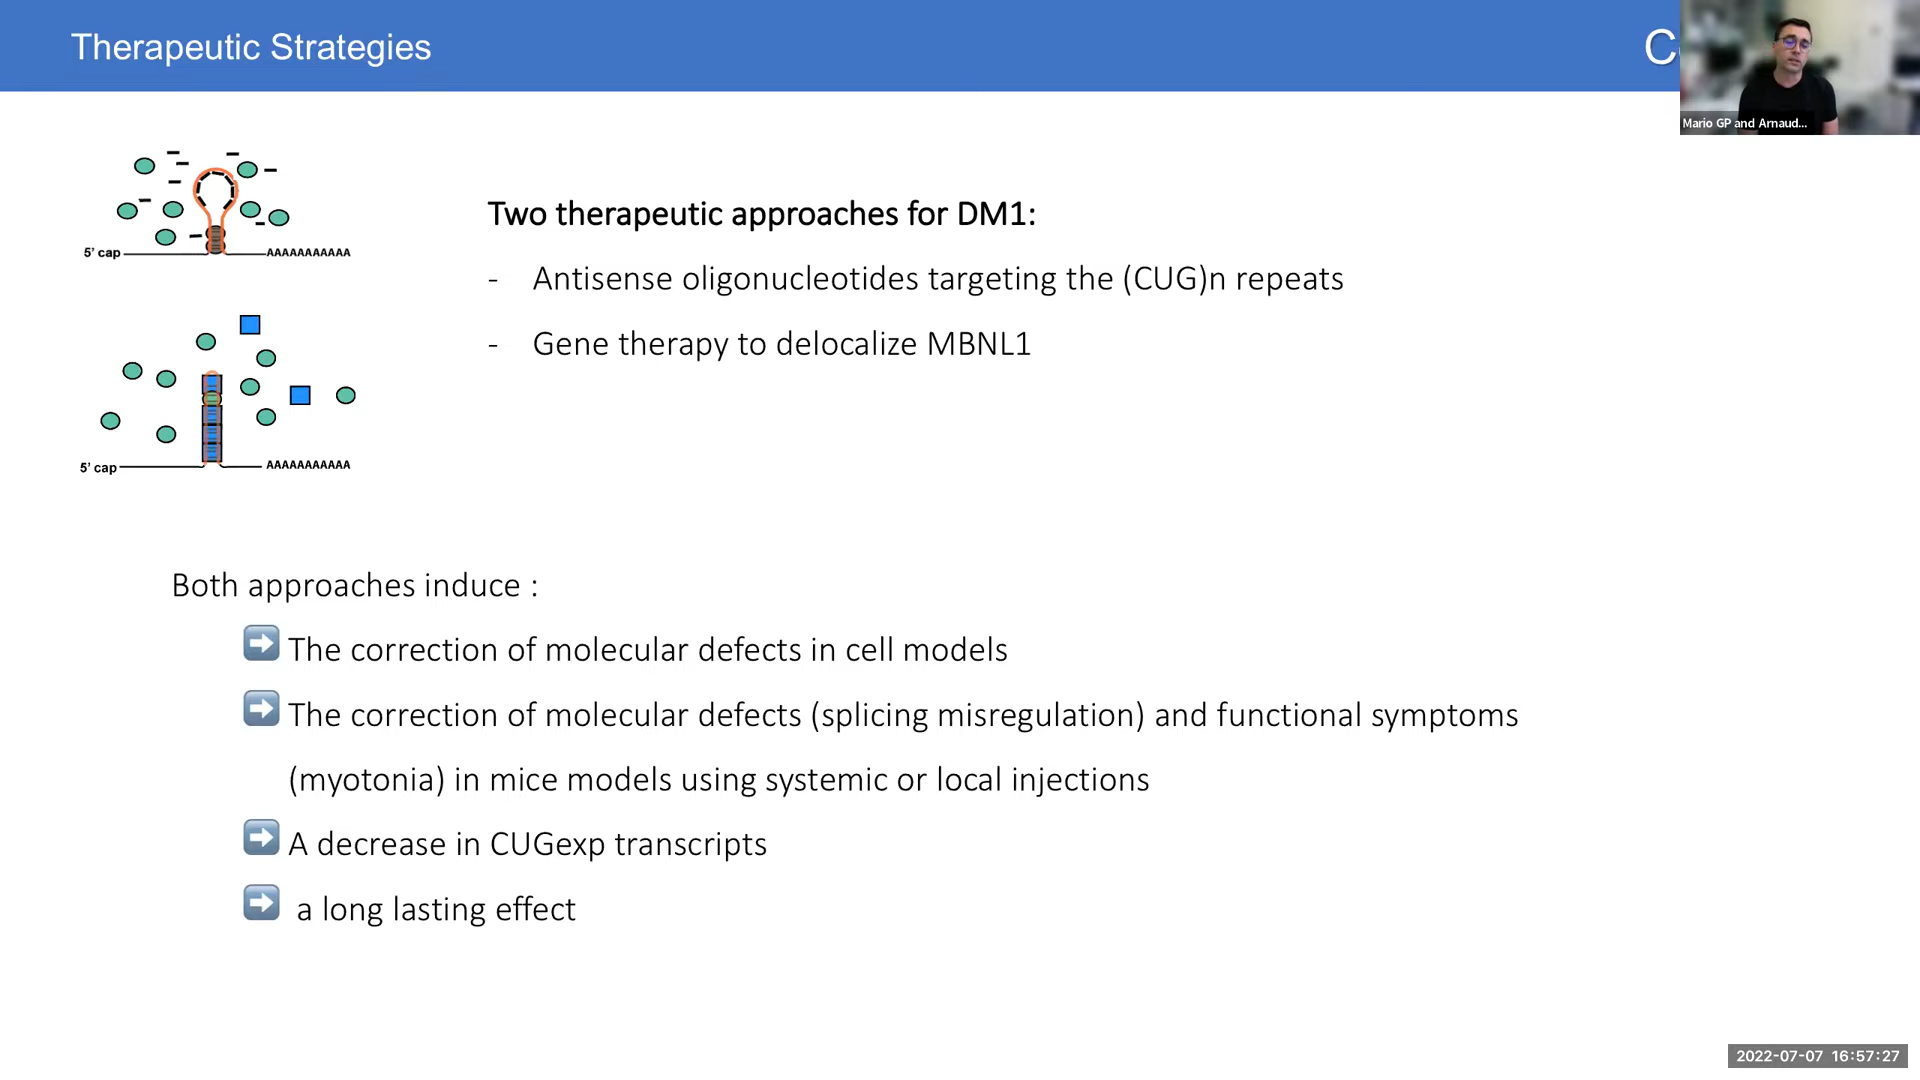 Therapeutic Strategies
C
Mario GP and Arnaud...
5' cap
AAAAAAAAAAA
Two therapeutic approaches for DM1:
- Antisense oligonucleotides targeting the (CUG)n repeats
- Gene therapy to delocalize MBNL1
5' cap
AAAAAAAAAAA
Both approaches induce :
The correction of molecular defects in cell models
The correction of molecular defects (splicing misregulation) and functional symptoms
(myotonia) in mice models using systemic or local injections
A decrease in CUGexp transcripts
a long lasting effect
2022-07-07 16:57:27